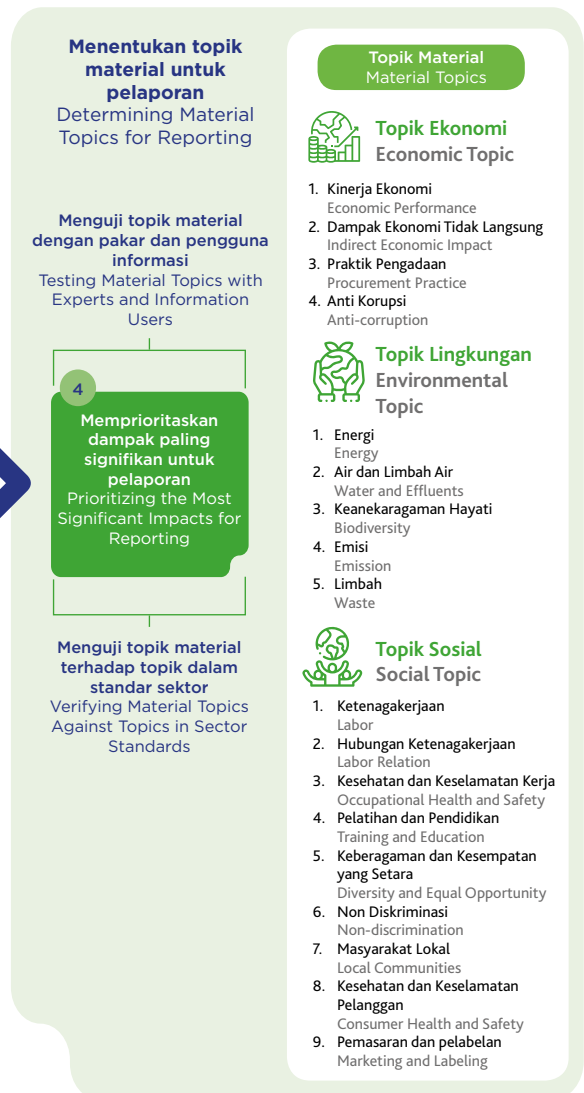 Menentukan topik
material untuk
pelaporan
Determining Material
Topics for Reporting
Menguji topik material
dengan pakar dan pengguna
informasi
Testing Material Topics with
Experts and Information
Users
4
Memprioritaskan
dampak paling
signifikan untuk
pelaporan
Prioritizing the Most
Significant Impacts for
Reporting
Menguji topik material
terhadap topik dalam
standar sektor
Verifying Material Topics
Against Topics in Sector
Standards
Topik Material
Material Topics
Topik Ekonomi
Economic Topic
1. Kinerja Ekonomi
Economic Performance
2. Dampak Ekonomi Tidak Langsung
Indirect Economic Impact
3. Praktik Pengadaan
Procurement Practice
4. Anti Korupsi
Anti-corruption
Topik Lingkungan
Environmental
Topic
1. Energi
Energy
2. Air dan Limbah Air
Water and Effluents
3. Keanekaragaman Hayati
Biodiversity
4. Emisi
Emission
5. Limbah
Waste
Topik Sosial
Social Topic
1. Ketenagakerjaan
Labor
2. Hubungan Ketenagakerjaan
Labor Relation
3. Kesehatan dan Keselamatan Kerja
Occupational Health and Safety
4. Pelatihan dan Pendidikan
Training and Education
5. Keberagaman dan Kesempatan
yang Setara
Diversity and Equal Opportunity
6. Non Diskriminasi
Non-discrimination
7. Masyarakat Lokal
Local Communities
8. Kesehatan dan Keselamatan
Pelanggan
Consumer Health and Safety
9. Pemasaran dan pelabelan
Marketing and Labeling